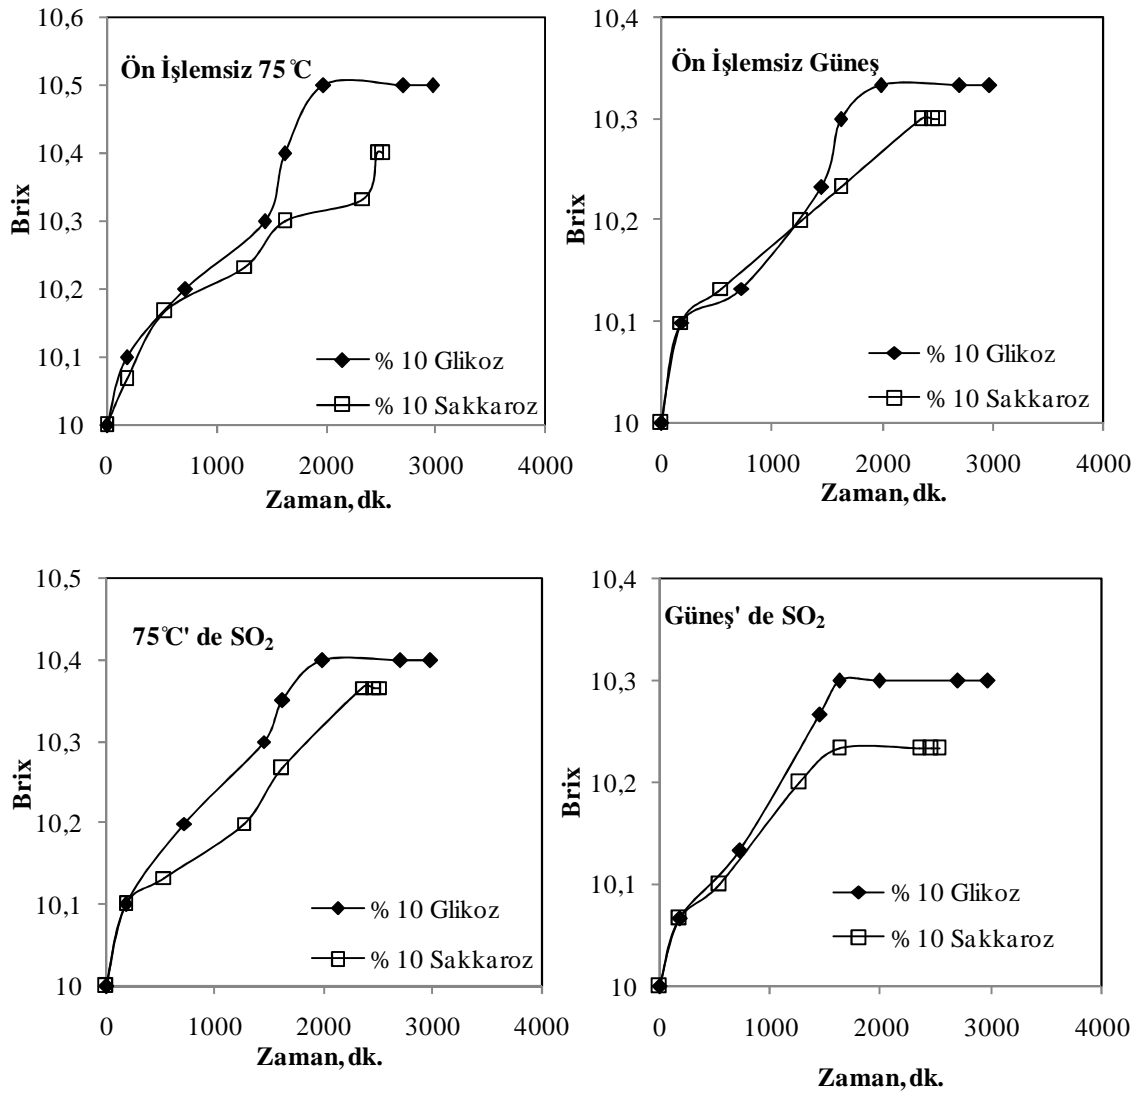 Ön İşlemsiz 75°C
Brix
10,6
10,5
10,4
10,3
10,2
10,1
10
% 10 Glikoz
% 10 Sakkaroz
0 1000 2000 3000 4000
Zaman, dk.
Ön İşlemsiz Güneş
Brix
10,4
10,3
10,2
10,1
10
% 10 Glikoz
% 10 Sakkaroz
0 1000 2000 3000 4000
Zaman, dk.
75°C' de SO₂
Brix
10,5
10,4
10,3
10,2
10,1
10
% 10 Glikoz
% 10 Sakkaroz
0 1000 2000 3000 4000
Zaman, dk.
Güneş' de SO₂
Brix
10,4
10,3
10,2
10,1
10
% 10 Glikoz
% 10 Sakkaroz
0 1000 2000 3000 4000
Zaman, dk.